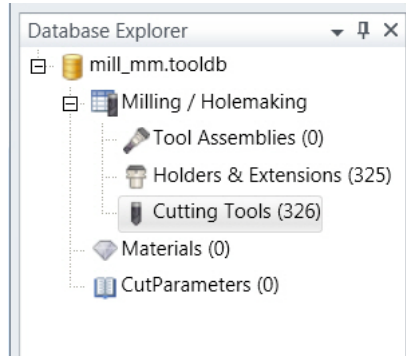 Database Explorer
mill_mm.tooldb
Milling / Holemaking
Tool Assemblies (0)
Holders & Extensions (325)
Cutting Tools (326)
Materials (0)
CutParameters (0)